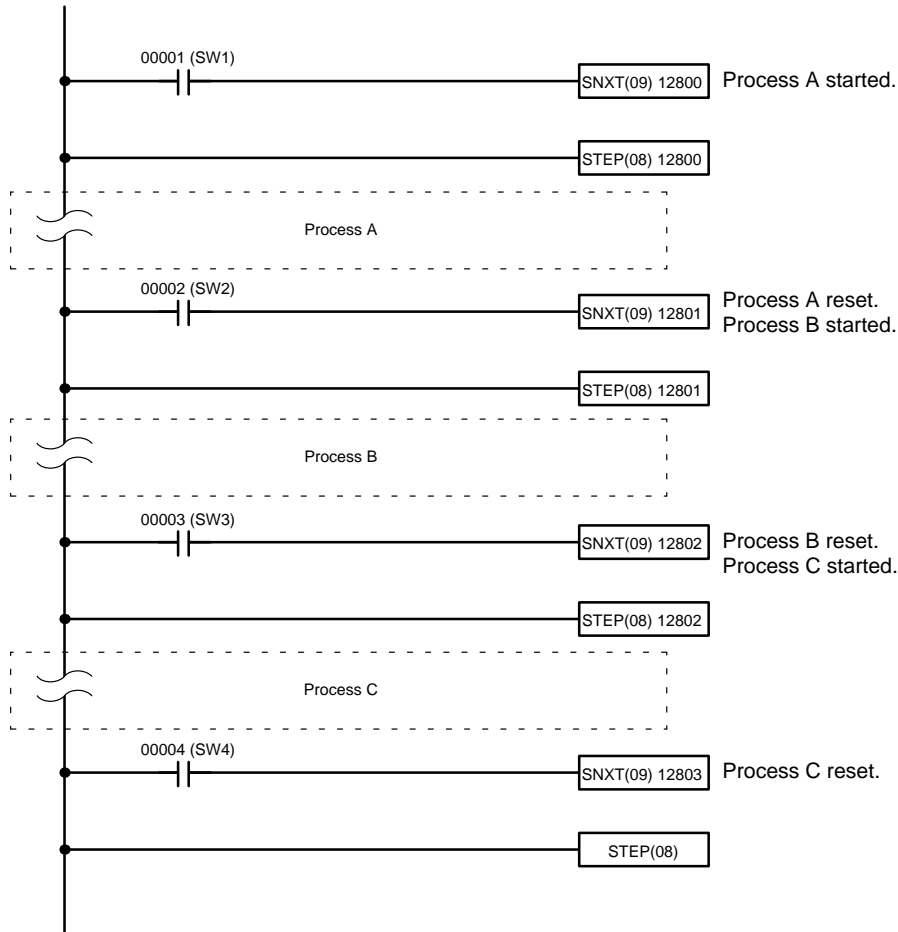 00001 (SW1)
SNXT(09) 12800 Process A started.
STEP(08) 12800
Process A
00002 (SW2)
SNXT(09) 12801 Process A reset.
Process B started.
STEP(08) 12801
Process B
00003 (SW3)
SNXT(09) 12802 Process B reset.
Process C started.
STEP(08) 12802
Process C
00004 (SW4)
SNXT(09) 12803 Process C reset.
STEP(08)